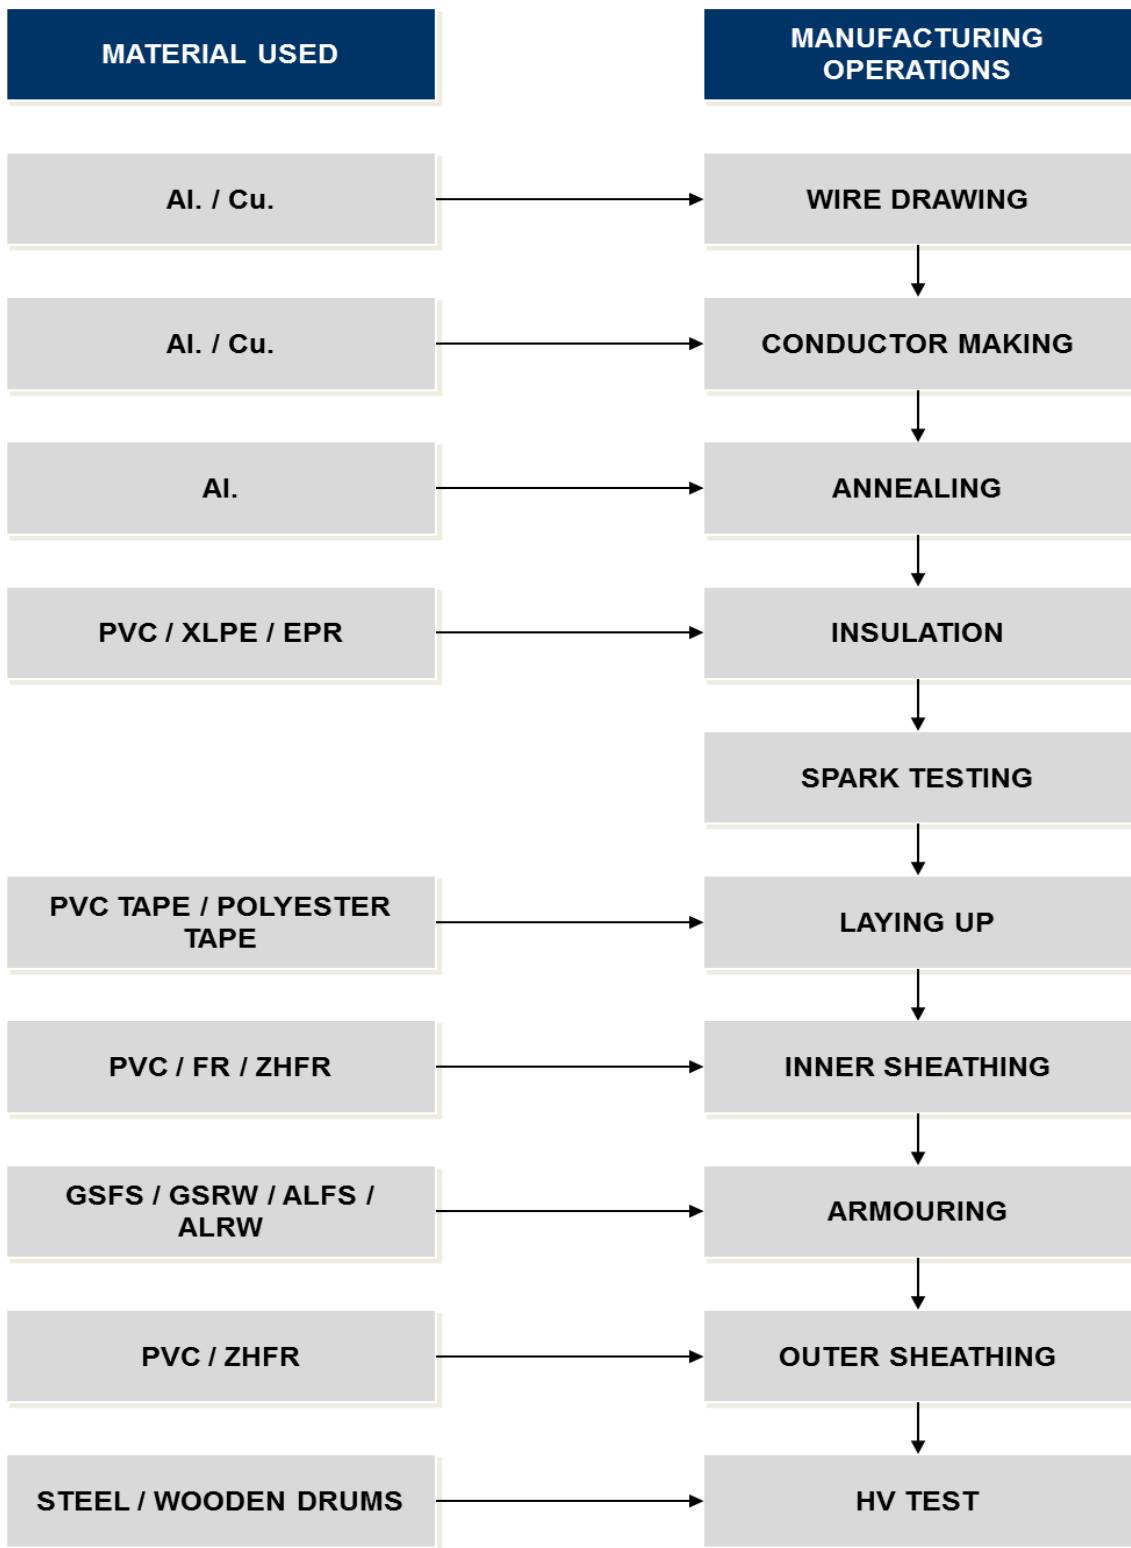 MATERIAL USED
MANUFACTURING
OPERATIONS
Al. / Cu.
WIRE DRAWING
Al. / Cu.
CONDUCTOR MAKING
Al.
ANNEALING
PVC / XLPE / EPR
INSULATION
SPARK TESTING
PVC TAPE / POLYESTER
TAPE
LAYING UP
PVC / FR / ZHFR
INNER SHEATHING
GSFS / GSRW / ALFS /
ALRW
ARMOURING
PVC / ZHFR
OUTER SHEATHING
STEEL / WOODEN DRUMS
HV TEST